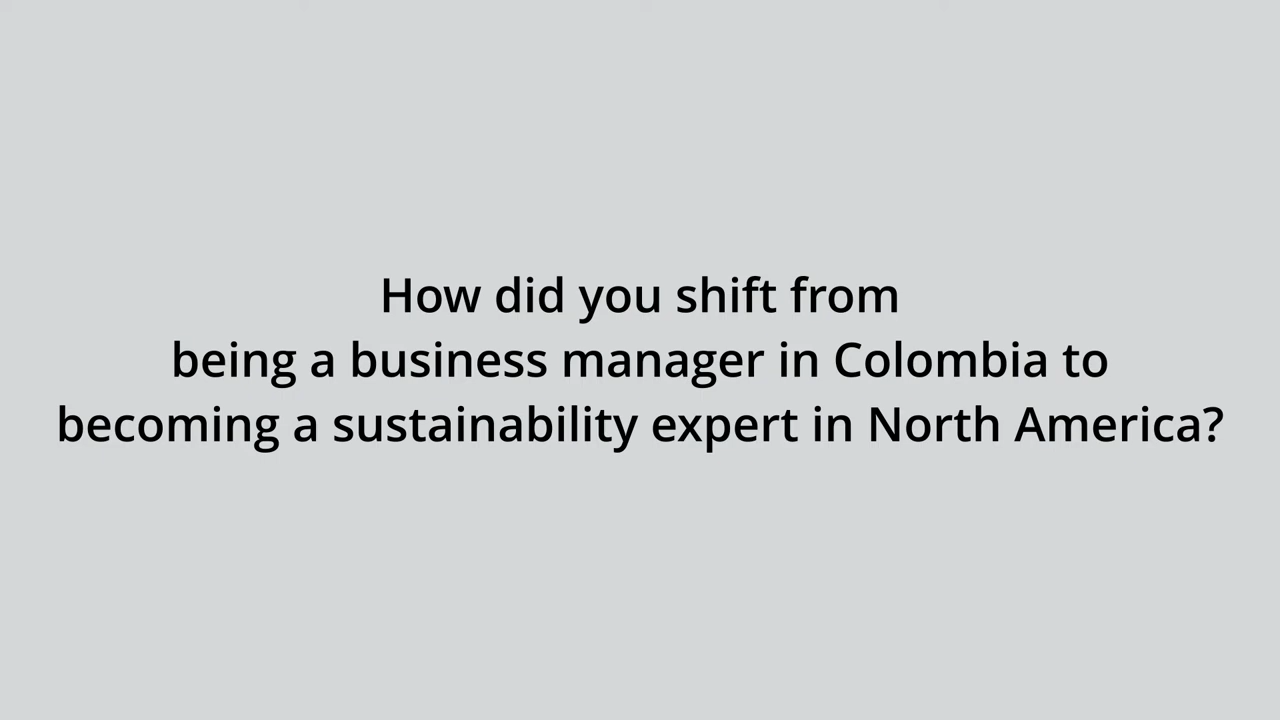 How did you shift from
being a business manager in Colombia to
becoming a sustainability expert in North America?